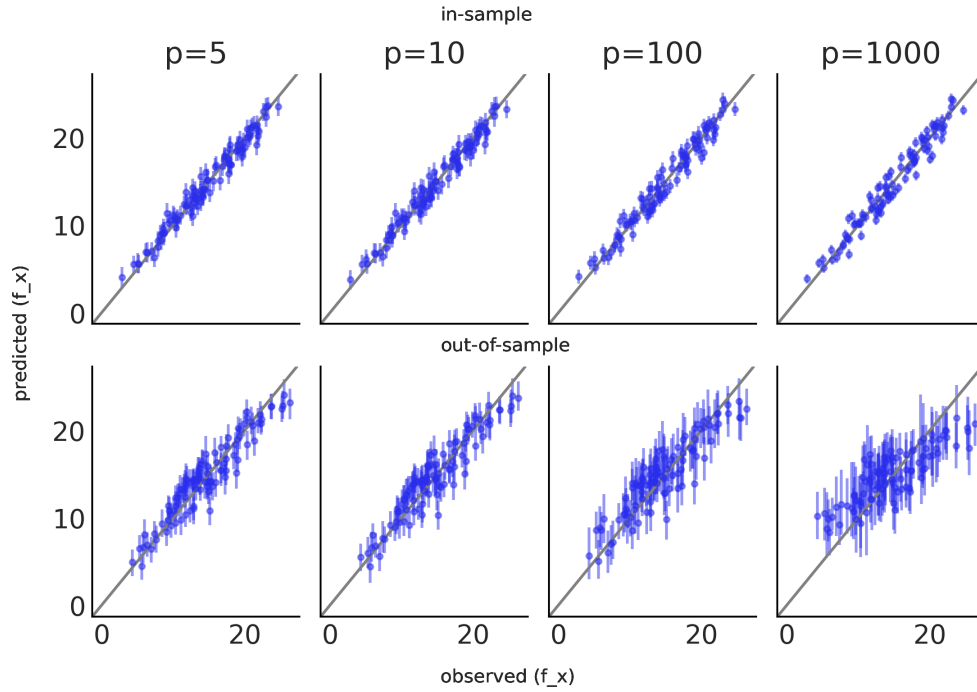 in-sample
p=5 p=10 p=100 p=1000
20
10
0
predicted (f_x)
out-of-sample
20
10
0
0 20 0 20 0 20 0 20
observed (f_x)